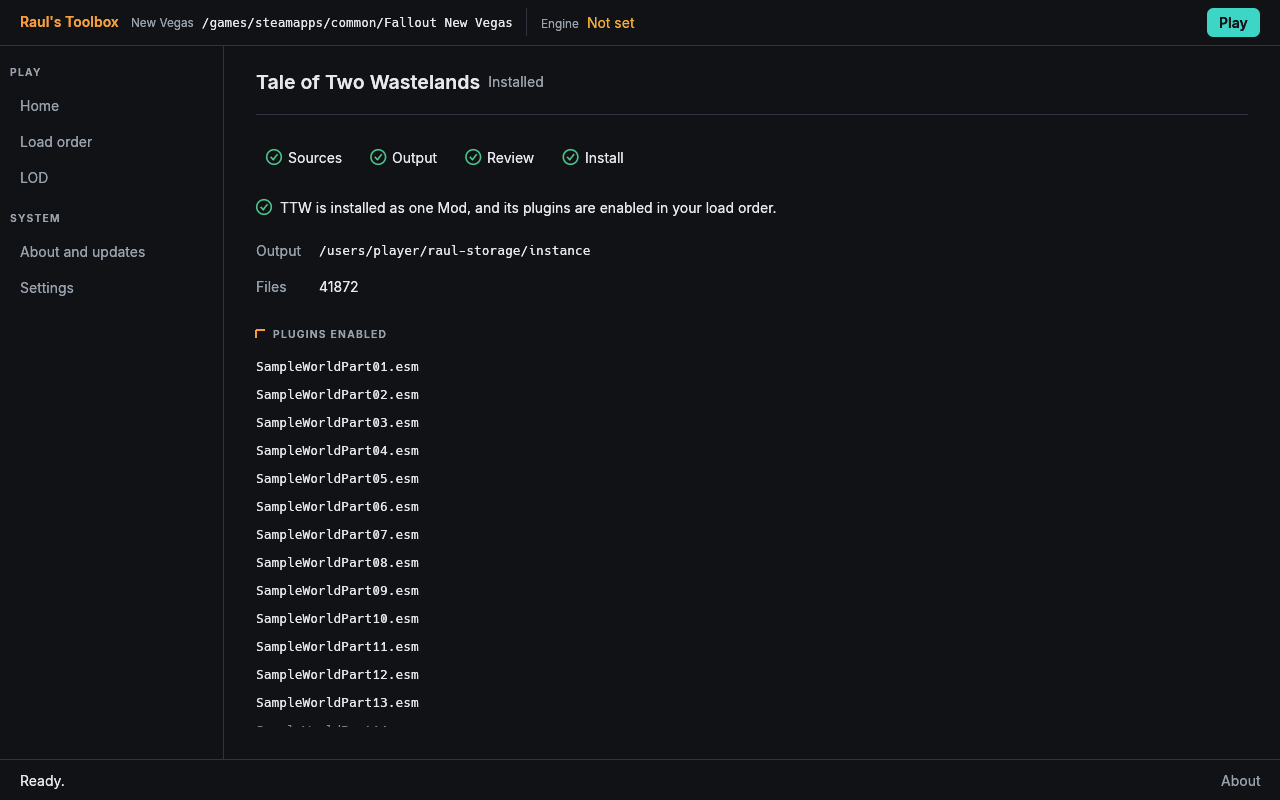 Raul's Toolbox New Vegas /games/steamapps/common/Fallout New Vegas Engine Not set Play
PLAY
Home
Load order
LOD
SYSTEM
About and updates
Settings
Tale of Two Wastelands Installed
Sources Output Review Install
TTW is installed as one Mod, and its plugins are enabled in your load order.
Output /users/player/raul-storage/instance
Files 41872
PLUGINS ENABLED
SampleWorldPart01.esm
SampleWorldPart02.esm
SampleWorldPart03.esm
SampleWorldPart04.esm
SampleWorldPart05.esm
SampleWorldPart06.esm
SampleWorldPart07.esm
SampleWorldPart08.esm
SampleWorldPart09.esm
SampleWorldPart10.esm
SampleWorldPart11.esm
SampleWorldPart12.esm
SampleWorldPart13.esm
Ready. About